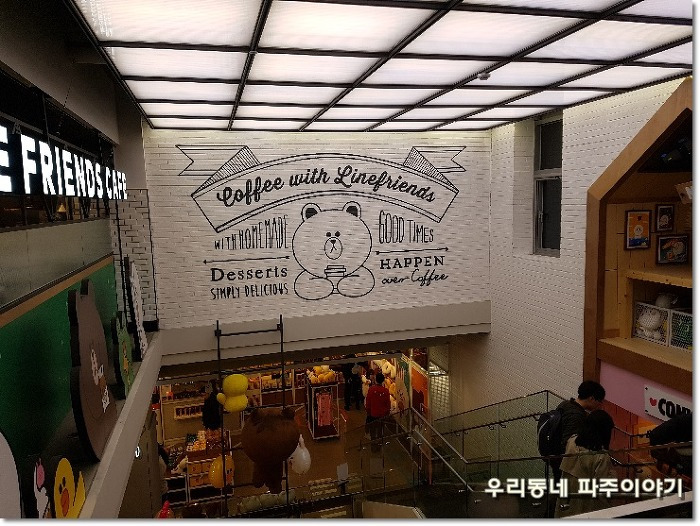 E FRIENDS CAFE
Coffee with Linefriends
WITH HOMEMADE
Desserts
SIMPLY DELICIOUS
GOOD TIMES
HAPPEN
over Coffee
우리동네 파주이야기